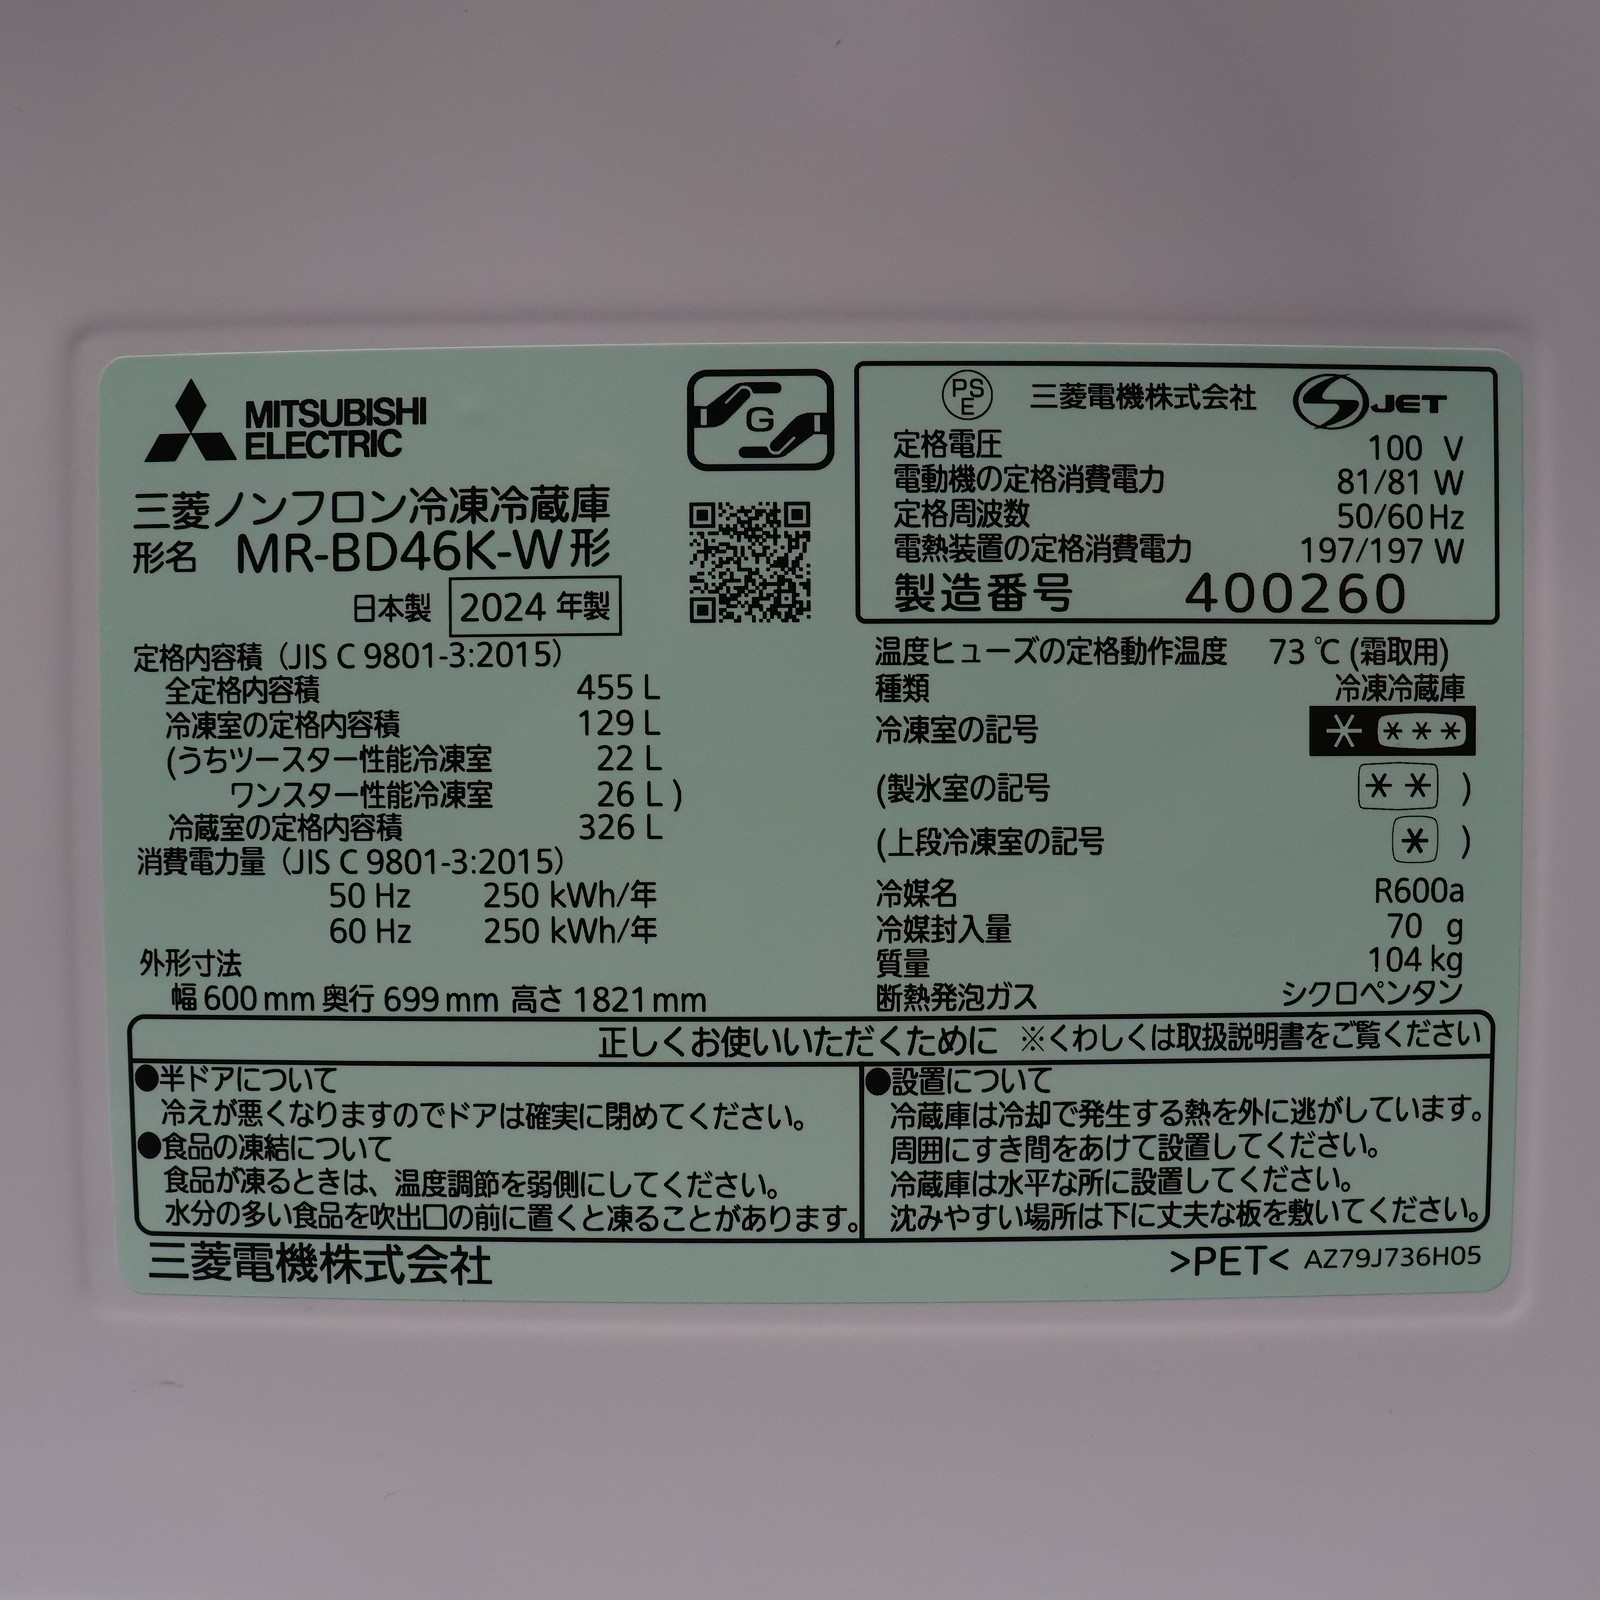 MITSUBISHI
ELECTRIC
G
三菱ノンフロン冷凍冷蔵庫
形名 MR-BD46K-W形
日本製 2024 年製
定格内容積（JIS C 9801-3:2015）
全定格内容積 455 L
冷凍室の定格内容積 129 L
(うちツースター性能冷凍室 22 L
ワンスター性能冷凍室 26 L )
冷蔵室の定格内容積 326 L
消費電力量（JIS C 9801-3:2015）
50 Hz 250 kWh/年
60 Hz 250 kWh/年
外形寸法
幅 600 mm 奥行 699 mm 高さ 1821 mm
PS
E
三菱電機株式会社 S JET
定格電圧 100 V
電動機の定格消費電力 81/81 W
定格周波数 50/60 Hz
電熱装置の定格消費電力 197/197 W
製造番号 400260
温度ヒューズの定格動作温度 73 ℃ (霜取用)
種類 冷凍冷蔵庫
冷凍室の記号 * ***
(製氷室の記号 ** )
(上段冷凍室の記号 * )
冷媒名 R600a
冷媒封入量 70 g
質量 104 kg
断熱発泡ガス シクロペンタン
正しくお使いいただくために ※くわしくは取扱説明書をご覧ください
●半ドアについて
冷えが悪くなりますのでドアは確実に閉めてください。
●食品の凍結について
食品が凍るときは、温度調節を弱側にしてください。
水分の多い食品を吹出口の前に置くと凍ることがあります。
●設置について
冷蔵庫は冷却で発生する熱を外に逃がしています。
周囲にすき間をあけて設置してください。
冷蔵庫は水平な所に設置してください。
沈みやすい場所は下に丈夫な板を敷いてください。
三菱電機株式会社
>PET< AZ79J736H05